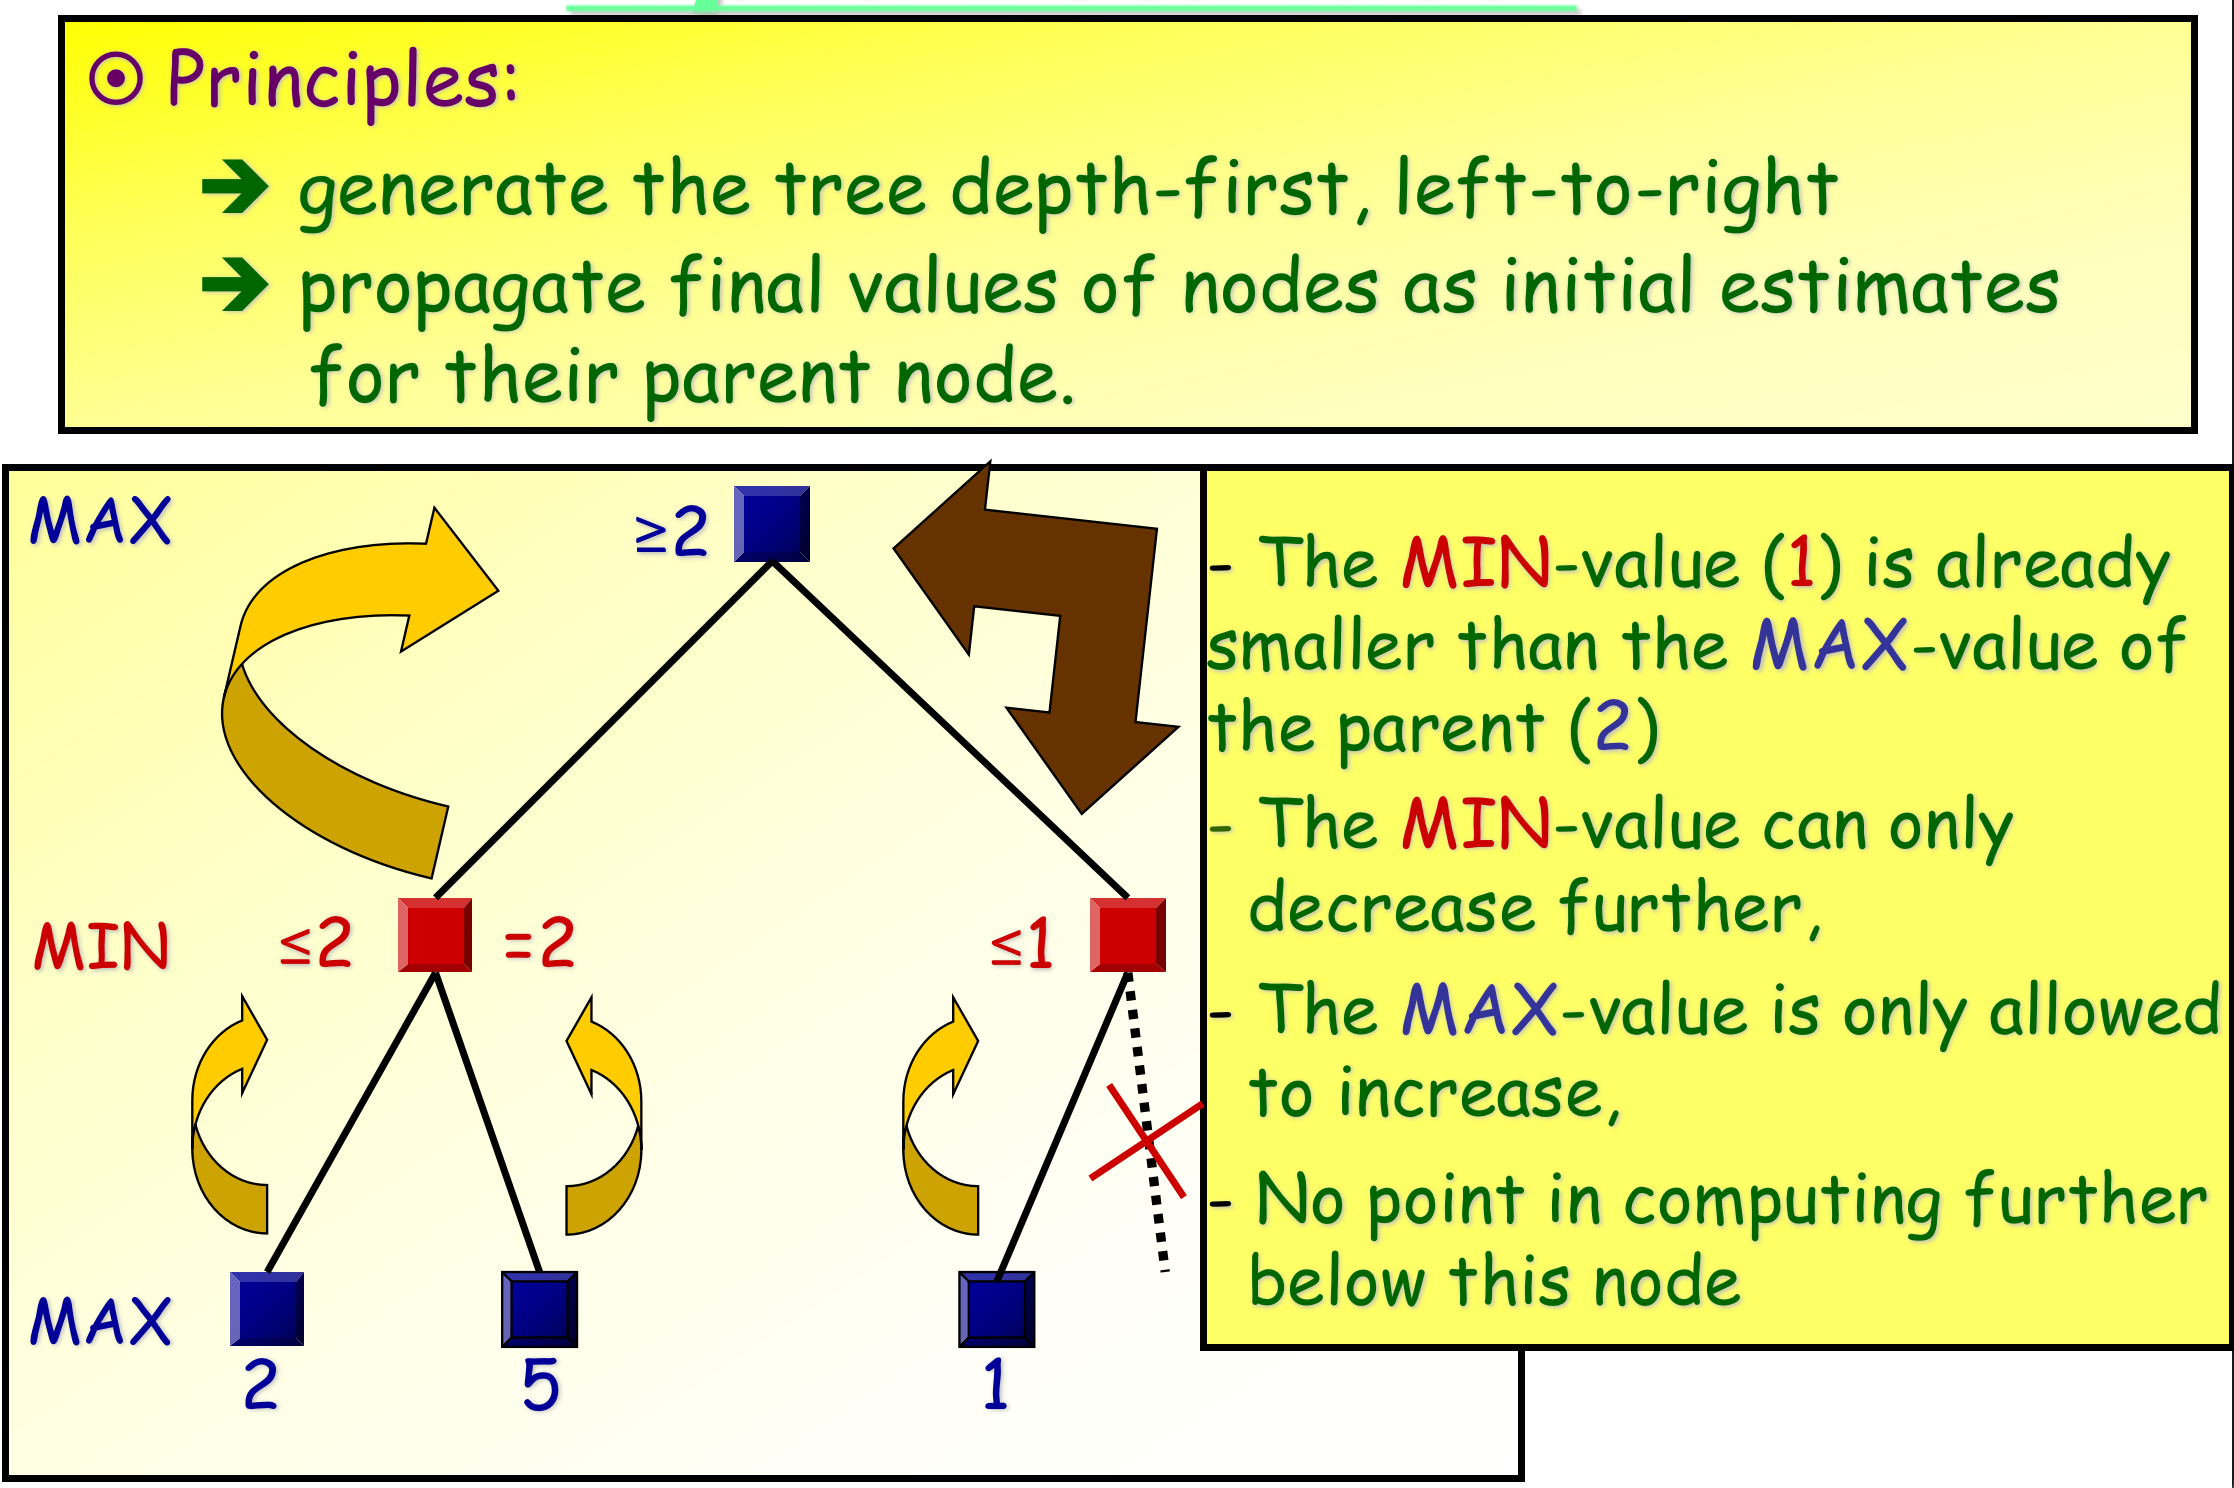 Principles:
generate the tree depth-first, left-to-right
propagate final values of nodes as initial estimates
for their parent node.
MAX
≥2
MIN
≤2
=2
≤1
MAX
2
5
1
- The MIN-value (1) is already
smaller than the MAX-value of
the parent (2)
- The MIN-value can only
decrease further,
- The MAX-value is only allowed
to increase,
- No point in computing further
below this node